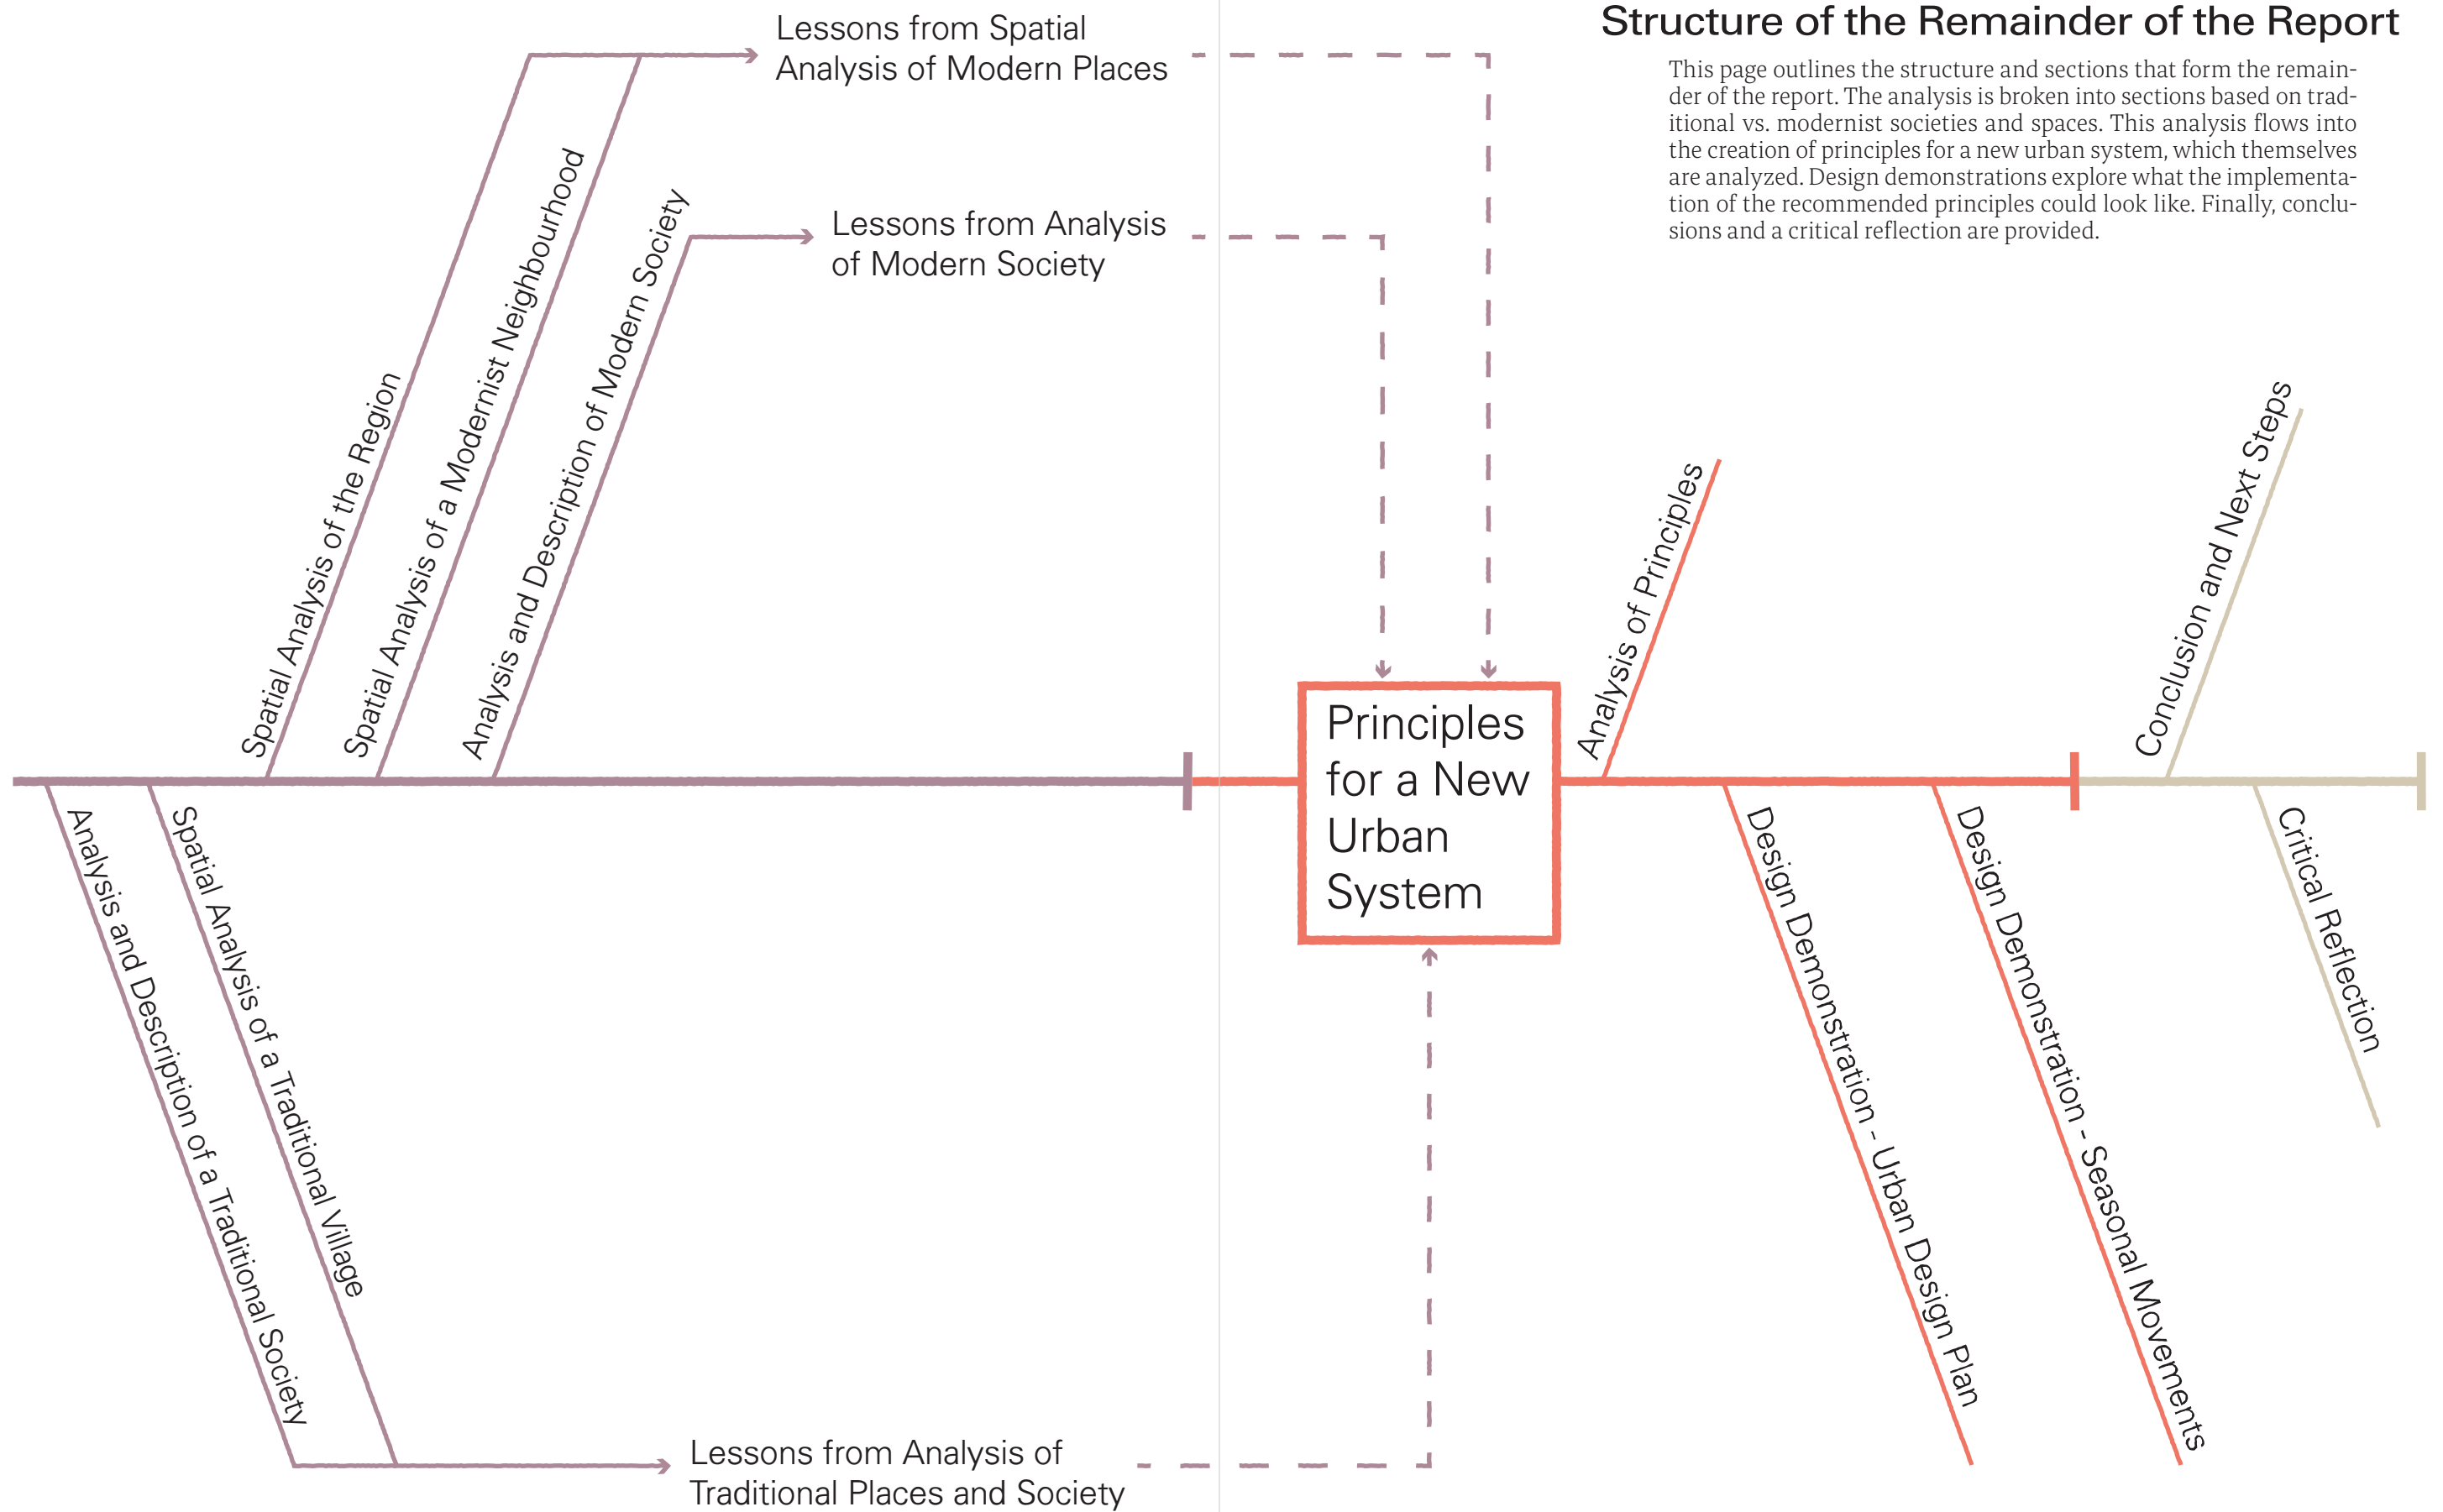 Structure of the Remainder of the Report
This page outlines the structure and sections that form the remain-
der of the report. The analysis is broken into sections based on trad-
itional vs. modernist societies and spaces. This analysis flows into
the creation of principles for a new urban system, which themselves
are analyzed. Design demonstrations explore what the implementa-
tion of the recommended principles could look like. Finally, conclu-
sions and a critical reflection are provided.
Lessons from Spatial
Analysis of Modern Places
Lessons from Analysis
of Modern Society
Spatial Analysis of the Region
Spatial Analysis of a Modernist Neighbourhood
Analysis and Description of Modern Society
Analysis and Description of a Traditional Society
Spatial Analysis of a Traditional Village
Lessons from Analysis of
Traditional Places and Society
Principles
for a New
Urban
System
Analysis of Principles
Design Demonstration - Urban Design Plan
Design Demonstration - Seasonal Movements
Conclusion and Next Steps
Critical Reflection